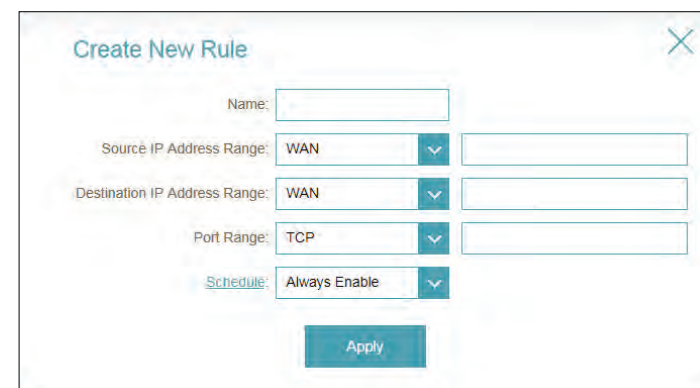 Create New Rule
Name:
Source IP Address Range: WAN
Destination IP Address Range: WAN
Port Range: TCP
Schedule: Always Enable
Apply